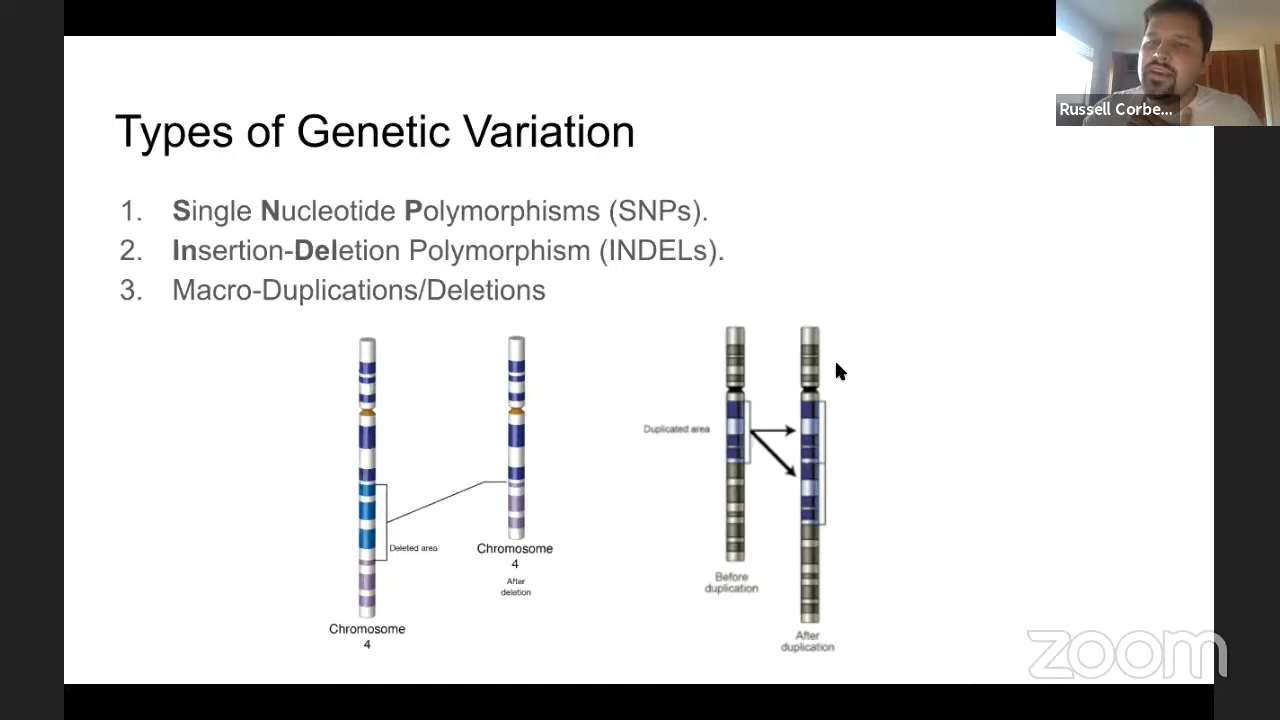 Russell Corbe...
Types of Genetic Variation
1. Single Nucleotide Polymorphisms (SNPs).
2. Insertion-Deletion Polymorphism (INDELs).
3. Macro-Duplications/Deletions
Deleted area
Chromosome
4
Chromosome
4
After
deletion
Duplicated area
Before
duplication
After
duplication
zoom